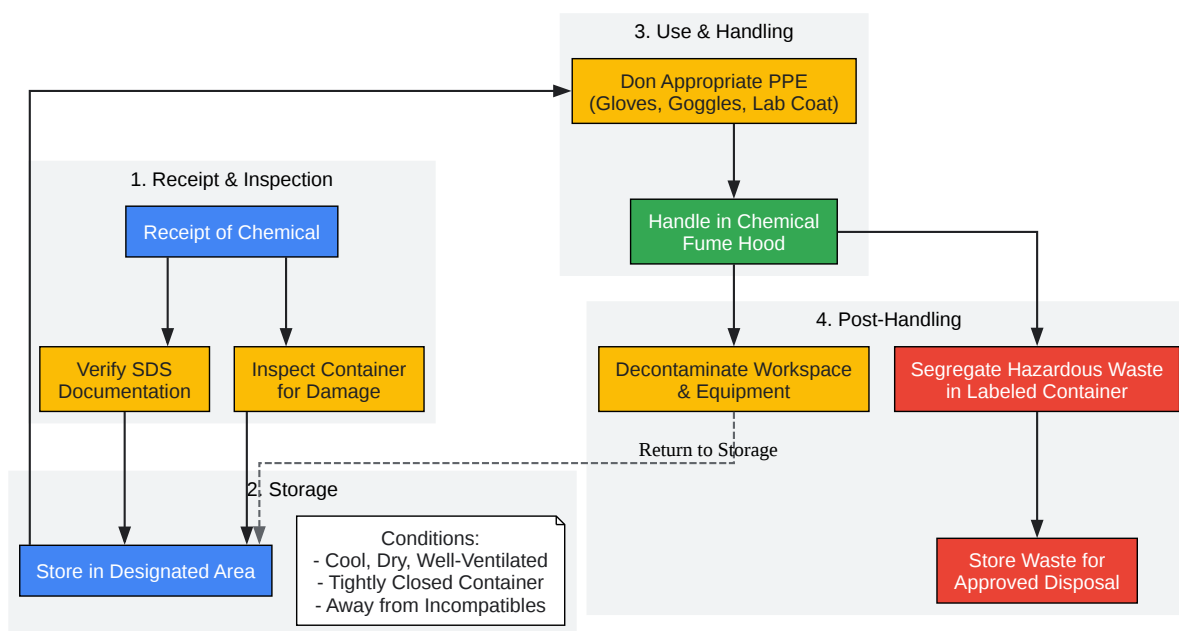 3. Use & Handling
Don Appropriate PPE
(Gloves, Goggles, Lab Coat)
1. Receipt & Inspection
Receipt of Chemical
Handle in Chemical
Fume Hood
4. Post-Handling
Verify SDS
Documentation
Inspect Container
for Damage
Decontaminate Workspace
& Equipment
Segregate Hazardous Waste
in Labeled Container
Return to Storage
2. Storage
Conditions:
- Cool, Dry, Well-Ventilated
- Tightly Closed Container
- Away from Incompatibles
Store in Designated Area
Store Waste for
Approved Disposal